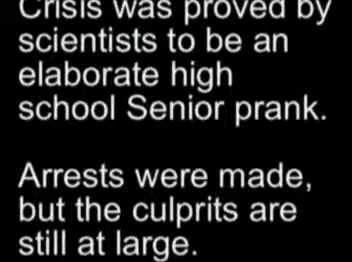 Crisis was proved by
scientists to be an
elaborate high
school Senior prank.
Arrests were made,
but the culprits are
still at large.